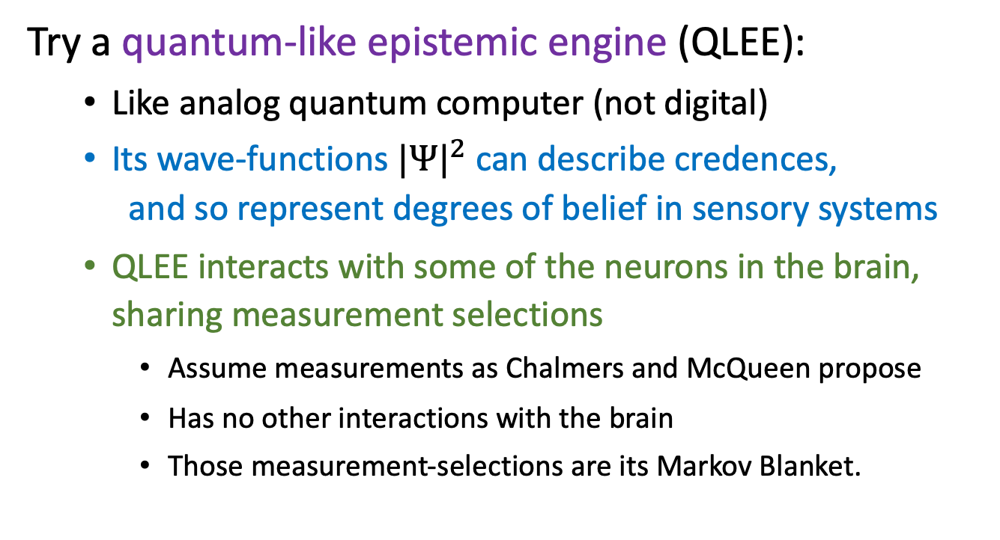 Try a quantum-like epistemic engine (QLEE):
• Like analog quantum computer (not digital)
• Its wave-functions |Ψ|² can describe credences,
and so represent degrees of belief in sensory systems
• QLEE interacts with some of the neurons in the brain,
sharing measurement selections
• Assume measurements as Chalmers and McQueen propose
• Has no other interactions with the brain
• Those measurement-selections are its Markov Blanket.